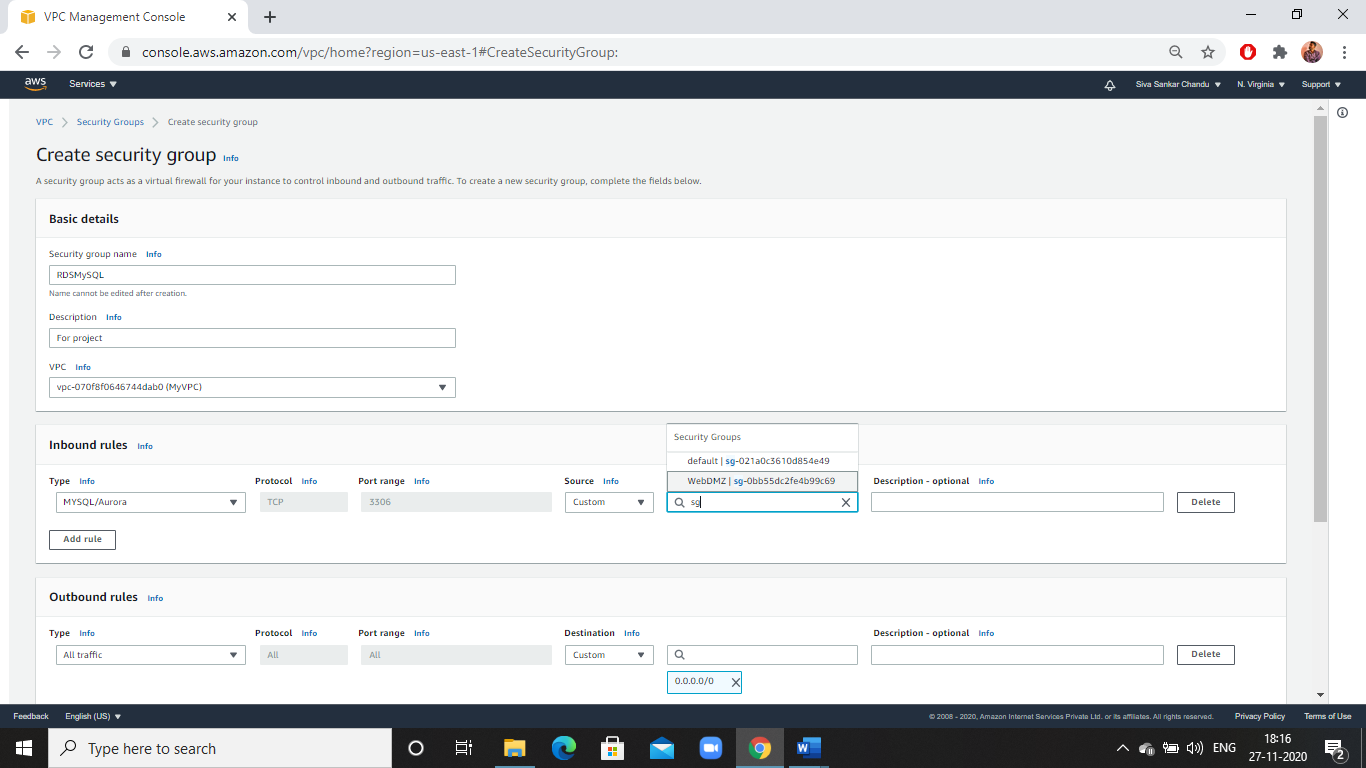 VPC Management Console
console.aws.amazon.com/vpc/home?region=us-east-1#CreateSecurityGroup:
aws Services Siva Sankar Chandu N. Virginia Support
VPC Security Groups Create security group
Create security group Info
A security group acts as a virtual firewall for your instance to control inbound and outbound traffic. To create a new security group, complete the fields below.
Basic details
Security group name Info
RDSMySQL
Name cannot be edited after creation.
Description Info
For project
VPC Info
vpc-070f8f0646744dab0 (MyVPC)
Inbound rules Info
Security Groups
default | sg-021a0c3610d854e49
WebDMZ | sg-0bb55dc2fe4b99c69
Type Info Protocol Info Port range Info Source Info Description - optional Info
MYSQL/Aurora TCP 3306 Custom sg Delete
Add rule
Outbound rules Info
Type Info Protocol Info Port range Info Destination Info Description - optional Info
All traffic All All Custom Delete
0.0.0.0/0
Feedback English (US) © 2008 - 2020, Amazon Internet Services Private Ltd. or its affiliates. All rights reserved. Privacy Policy Terms of Use
Type here to search ENG 18:16
27-11-2020 2